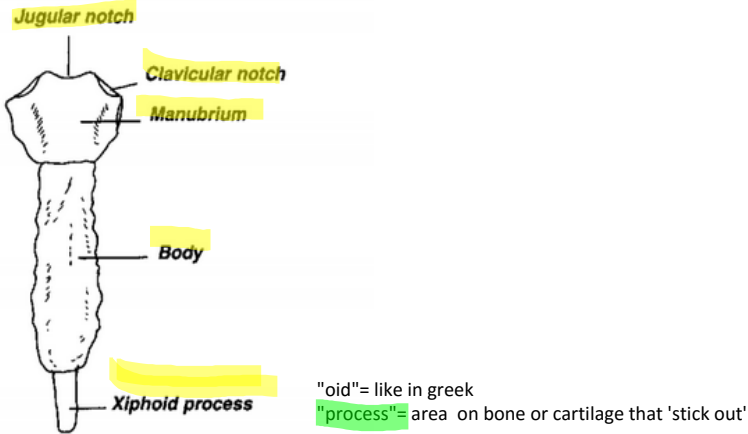 Jugular notch
Clavicular notch
Manubrium
Body
Xiphoid process
"oid"= like in greek
"process"= area on bone or cartilage that 'stick out'